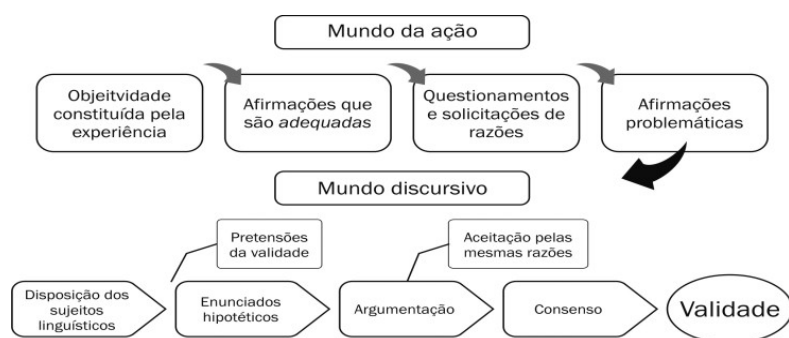 Mundo da ação
Objeitvidade
constituída pela
experiência
Afirmações que
são adequadas
Questionamentos
e solicitações de
razões
Afirmações
problemáticas
Mundo discursivo
Pretensões
da validade
Aceitação pelas
mesmas razões
Disposição dos
sujeitos
linguísticos
Enunciados
hipotéticos
Argumentação
Consenso
Validade